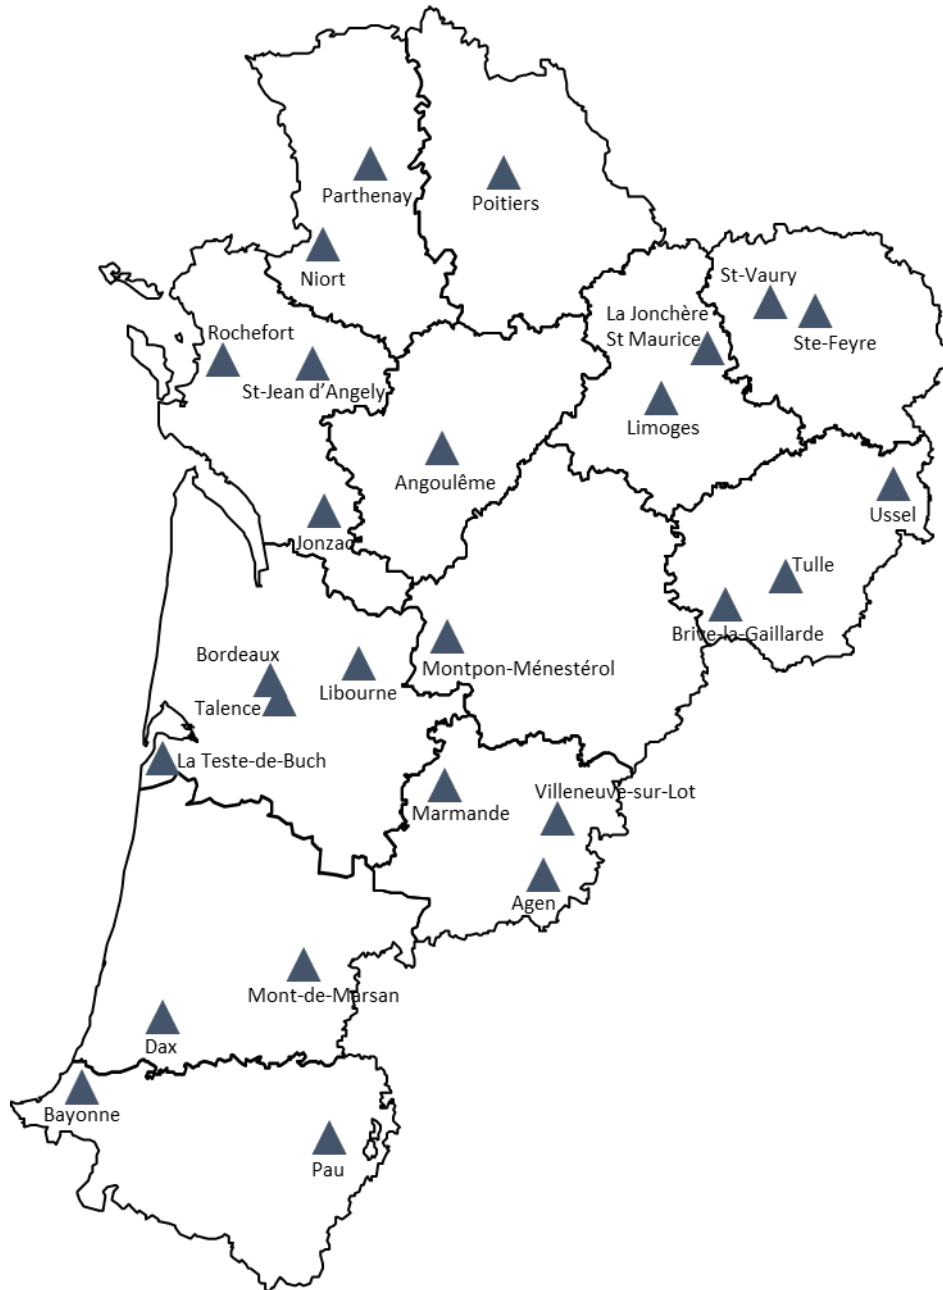 Parthenay
Poitiers
Niort
St-Vaury
La Jonchère
St Maurice
Ste-Feyre
Rochefort
St-Jean d'Angely
Limoges
Angoulême
Ussel
Jonzac
Tulle
Brive-la-Gaillarde
Bordeaux
Montpon-Ménestérol
Libourne
Talence
La Teste-de-Buch
Villeneuve-sur-Lot
Marmande
Agen
Mont-de-Marsan
Dax
Bayonne
Pau